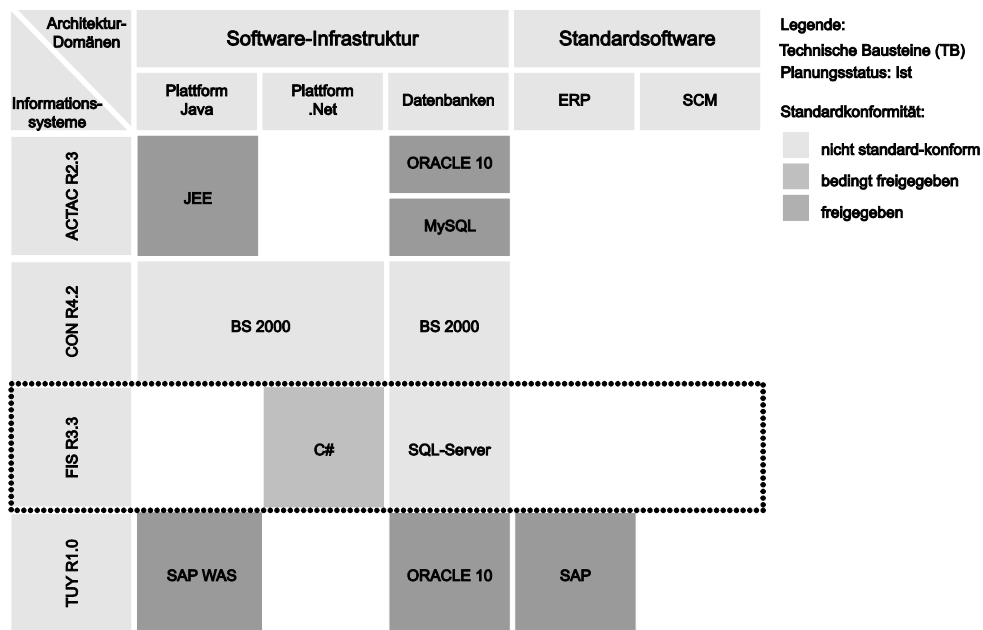 Architektur-
Domänen
Informations-
systeme
Software-Infrastruktur
Standardsoftware
Plattform
Java
Plattform
.Net
Datenbanken
ERP
SCM
ACTAC R2.3
JEE
ORACLE 10
MySQL
CON R4.2
BS 2000
BS 2000
FIS R3.3
C#
SQL-Server
TUY R1.0
SAP WAS
ORACLE 10
SAP
Legende:
Technische Bausteine (TB)
Planungsstatus: Ist
Standardkonformität:
nicht standard-konform
bedingt freigegeben
freigegeben